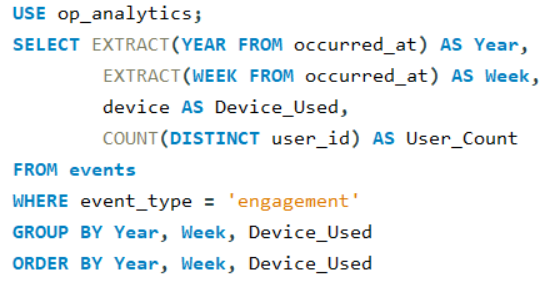 USE op_analytics;
SELECT EXTRACT(YEAR FROM occurred_at) AS Year,
EXTRACT(WEEK FROM occurred_at) AS Week,
device AS Device_Used,
COUNT(DISTINCT user_id) AS User_Count
FROM events
WHERE event_type = 'engagement'
GROUP BY Year, Week, Device_Used
ORDER BY Year, Week, Device_Used